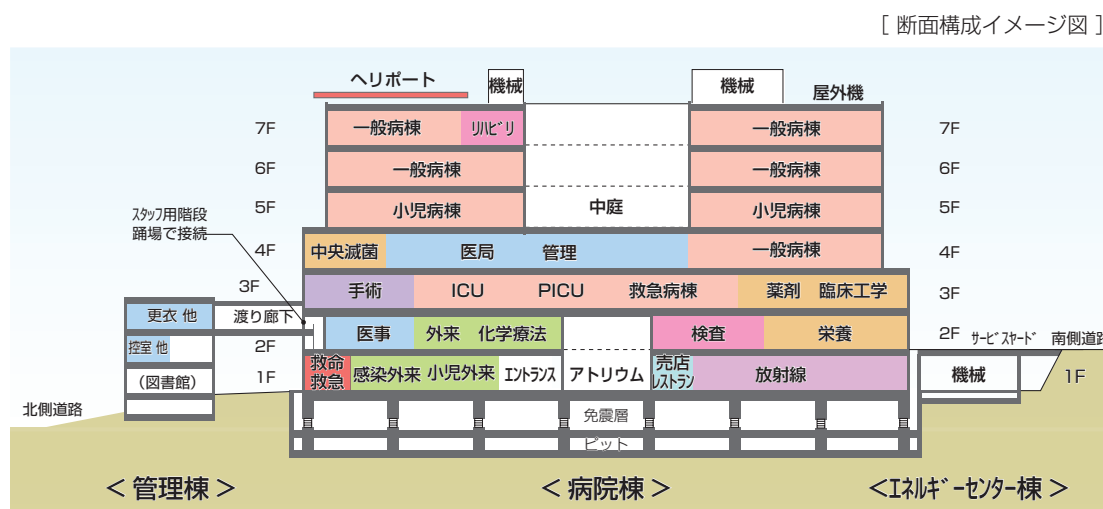 [ 断面構成イメージ図 ]
ヘリポート 機械 機械 屋外機
7F 一般病棟 ﾘﾊﾋﾞﾘ 一般病棟 7F
6F 一般病棟 一般病棟 6F
5F 小児病棟 中庭 小児病棟 5F
ｽﾀｯﾌ用階段
踊場で接続
4F 中央滅菌 医局 管理 一般病棟 4F
3F 手術 ICU PICU 救急病棟 薬剤 臨床工学 3F
更衣 他 渡り廊下
控室 他 2F 医事 外来 化学療法 検査 栄養 2F ｻｰﾋﾞｽﾔｰﾄﾞ 南側道路
(図書館) 1F 救命
救急 感染外来 小児外来 ｴﾝﾄﾗﾝｽ アトリウム 売店
ﾚｽﾄﾗﾝ 放射線 機械 1F
北側道路
免震層
ピット
＜管理棟＞ ＜病院棟＞ ＜ｴﾈﾙｷﾞｰｾﾝﾀｰ棟＞